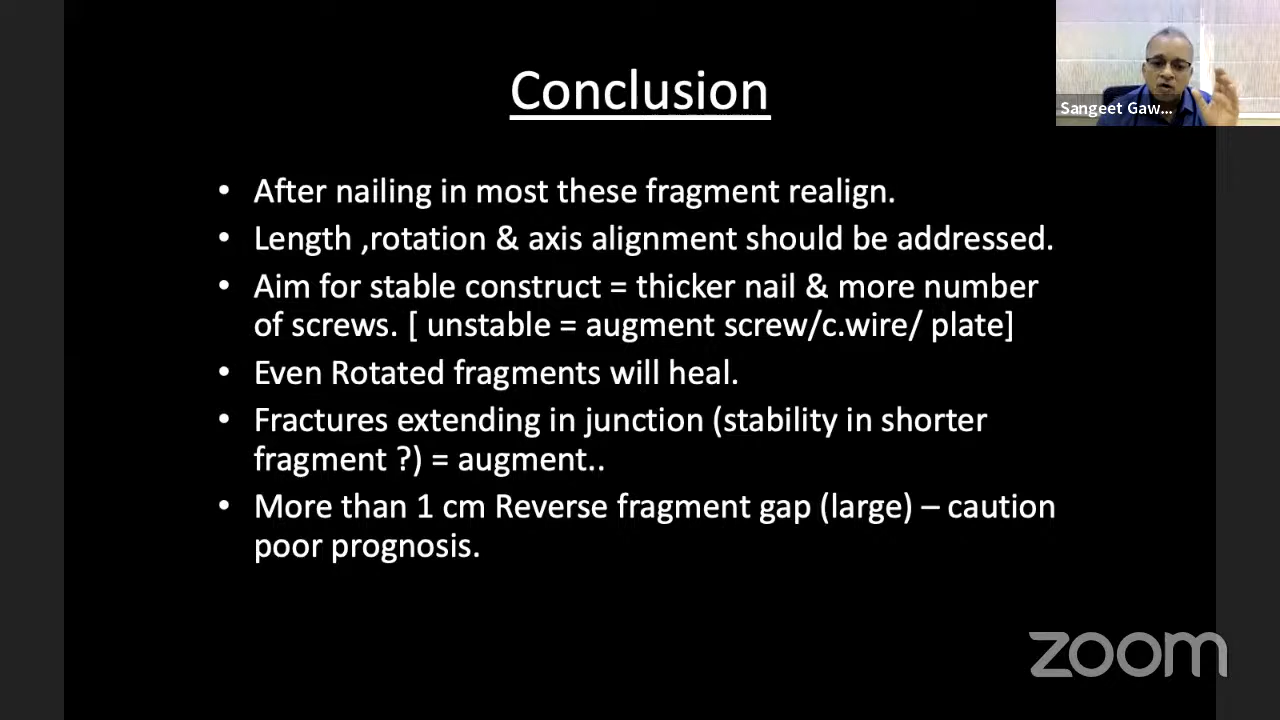 Conclusion
Sangeet Gaw...
• After nailing in most these fragment realign.
• Length ,rotation & axis alignment should be addressed.
• Aim for stable construct = thicker nail & more number
of screws. [ unstable = augment screw/c.wire/ plate]
• Even Rotated fragments will heal.
• Fractures extending in junction (stability in shorter
fragment ?) = augment..
• More than 1 cm Reverse fragment gap (large) – caution
poor prognosis.
zoom